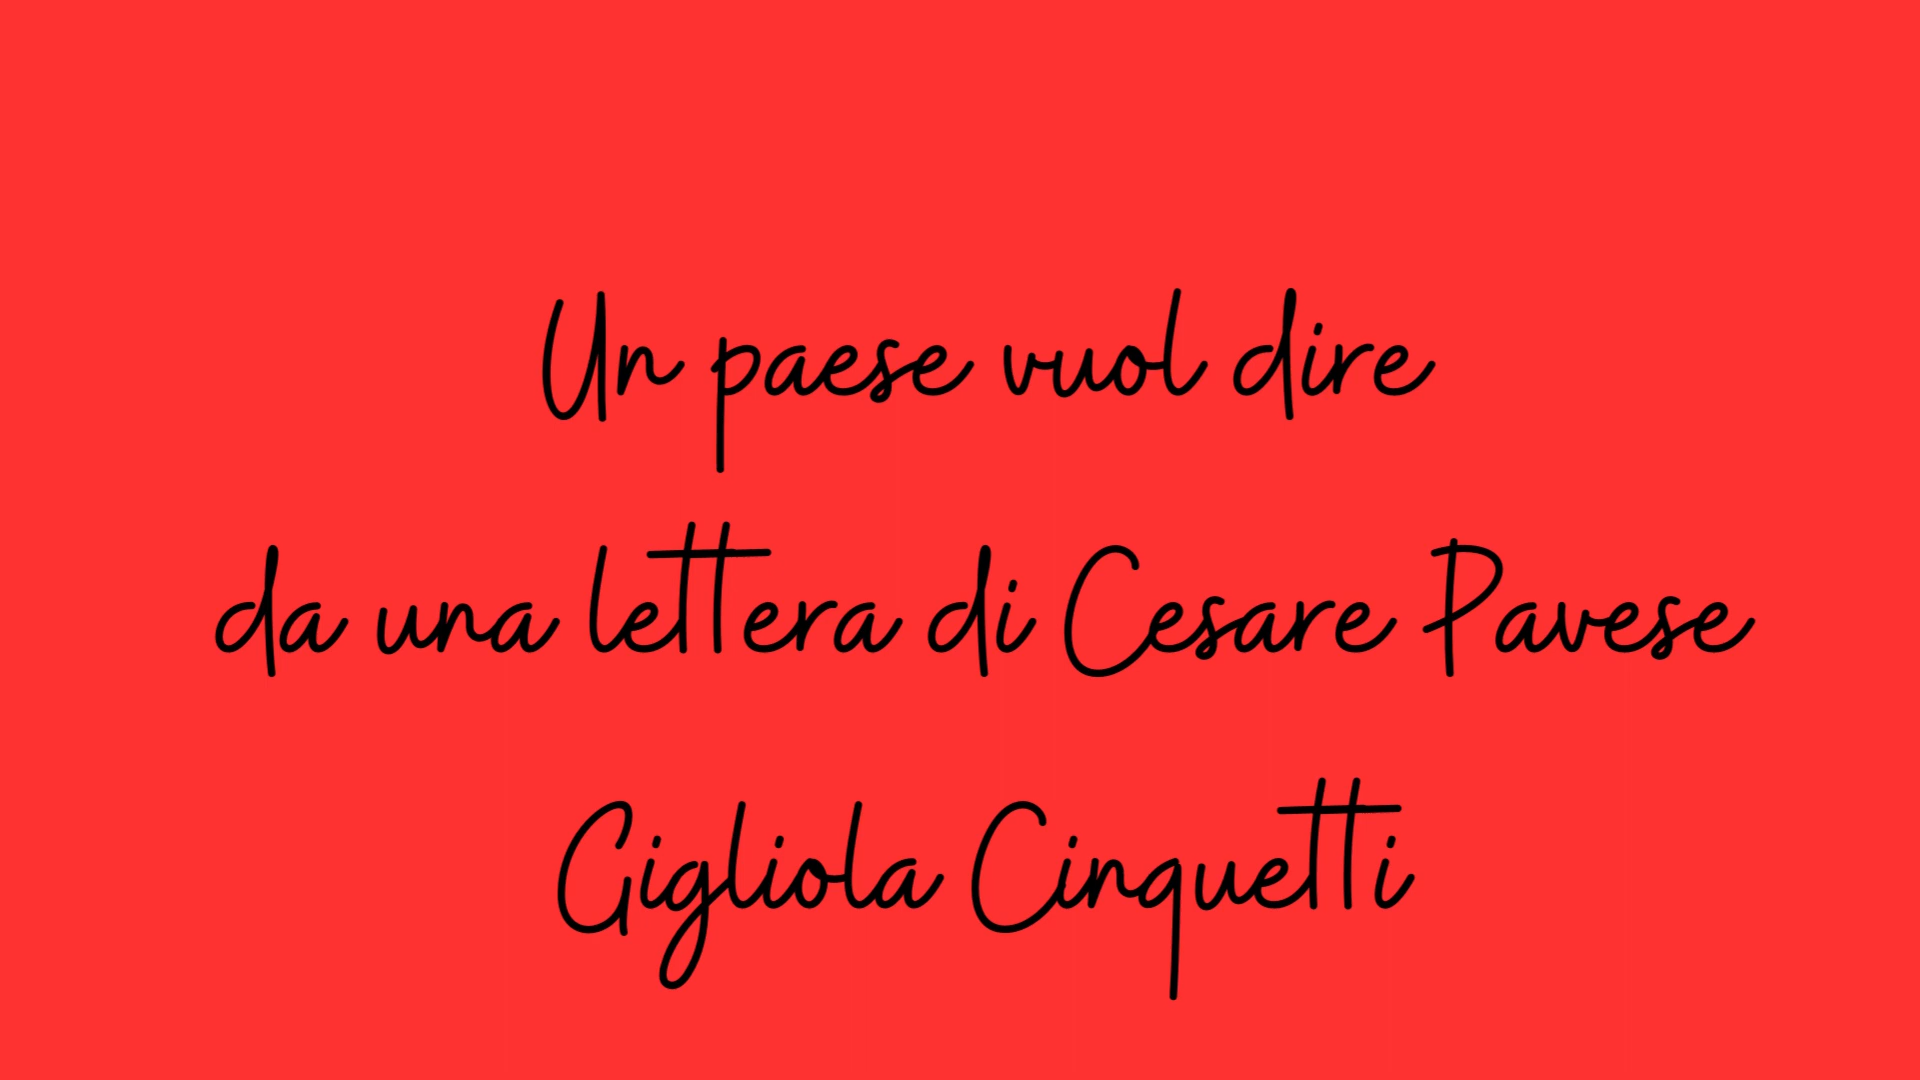 Un paese vuol dire
da una lettera di Cesare Pavese
Gigliola Cinquetti